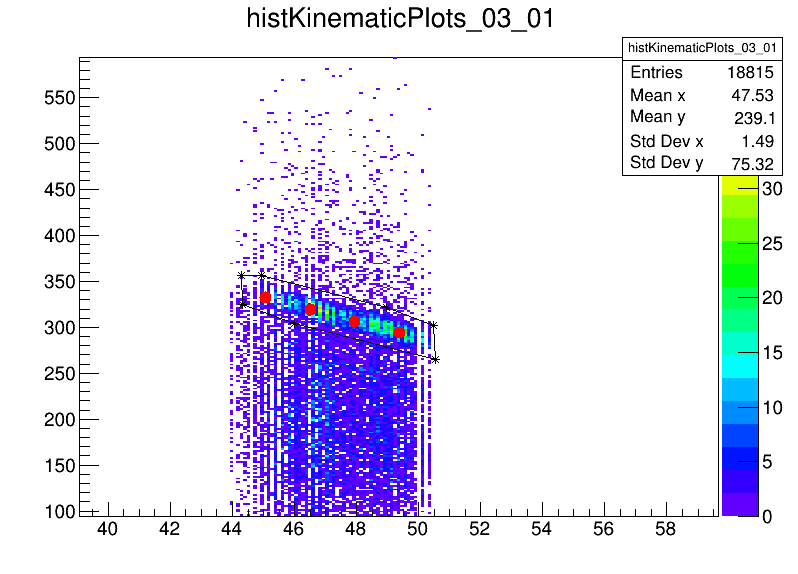 histKinematicPlots_03_01
histKinematicPlots_03_01
Entries 18815
Mean x 47.53
Mean y 239.1
Std Dev x 1.49
Std Dev y 75.32
550
500
450
400
350
300
250
200
150
100
40 42 44 46 48 50 52 54 56 58
30
25
20
15
10
5
0